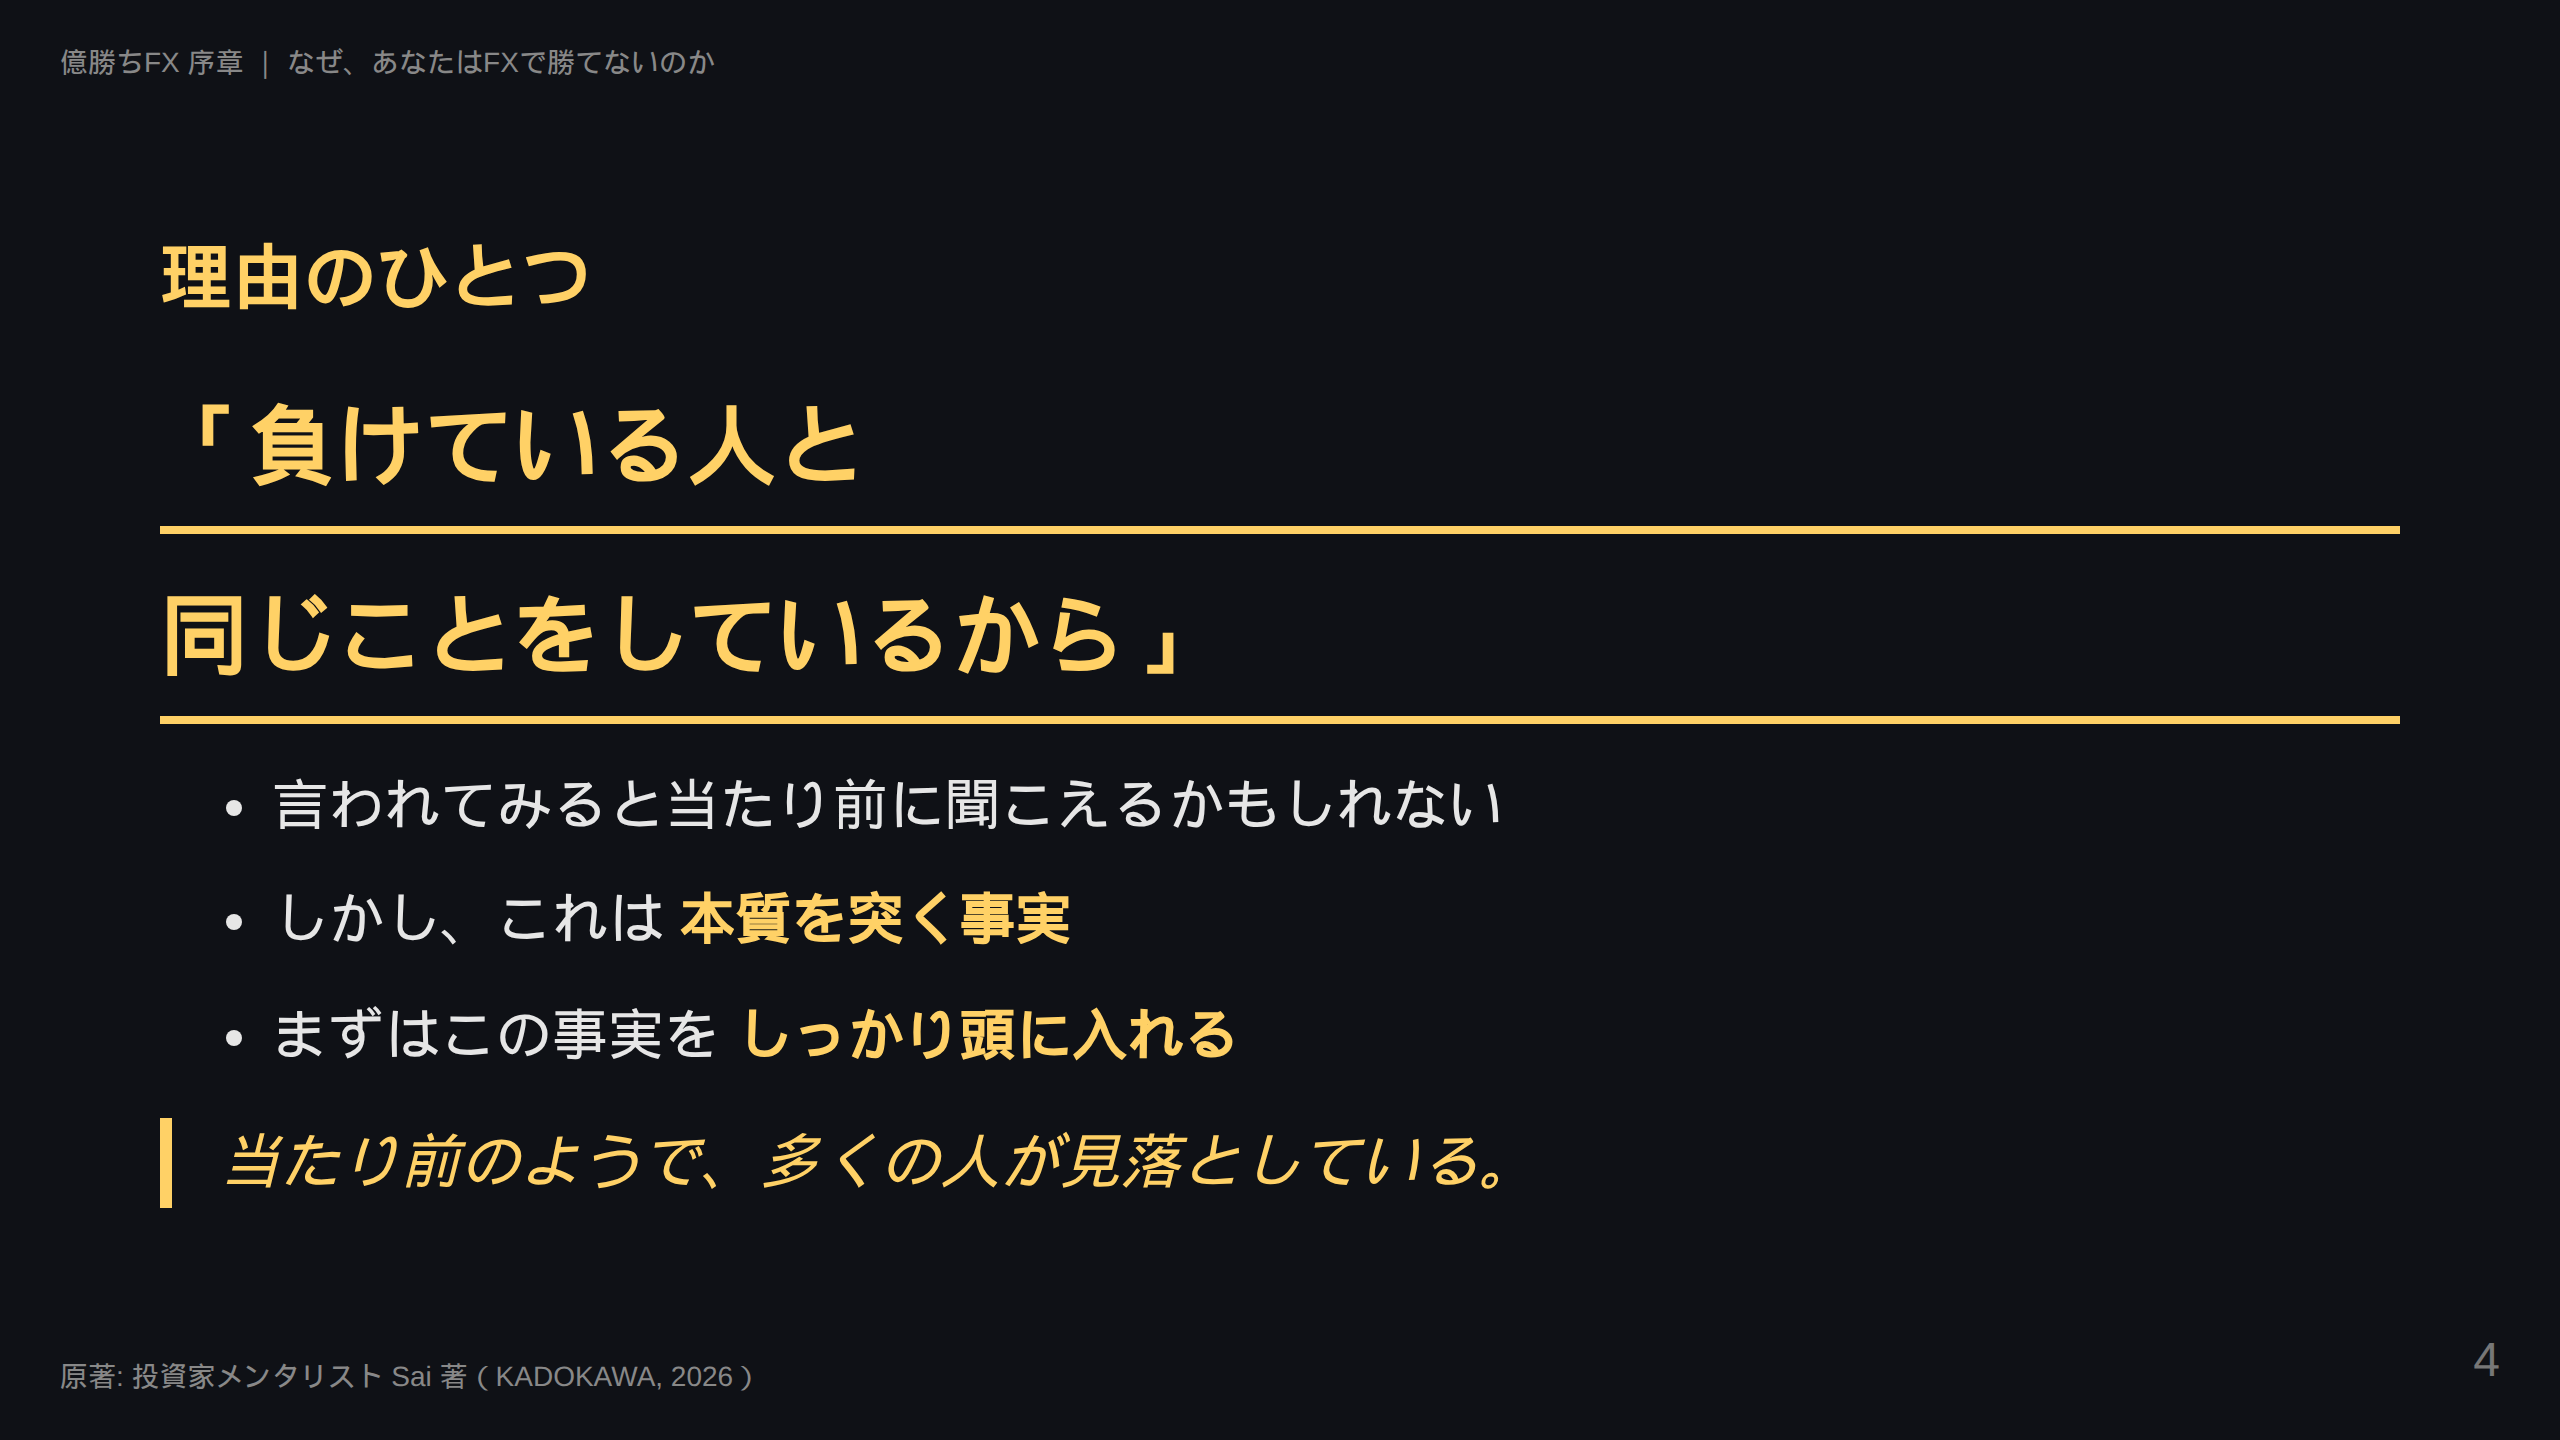 億勝ちFX 序章 ｜ なぜ、あなたはFXで勝てないのか
理由のひとつ
「負けている人と
同じことをしているから」
• 言われてみると当たり前に聞こえるかもしれない
• しかし、これは 本質を突く事実
• まずはこの事実を しっかり頭に入れる
当たり前のようで、多くの人が見落としている。
原著: 投資家メンタリスト Sai 著（KADOKAWA, 2026）
4